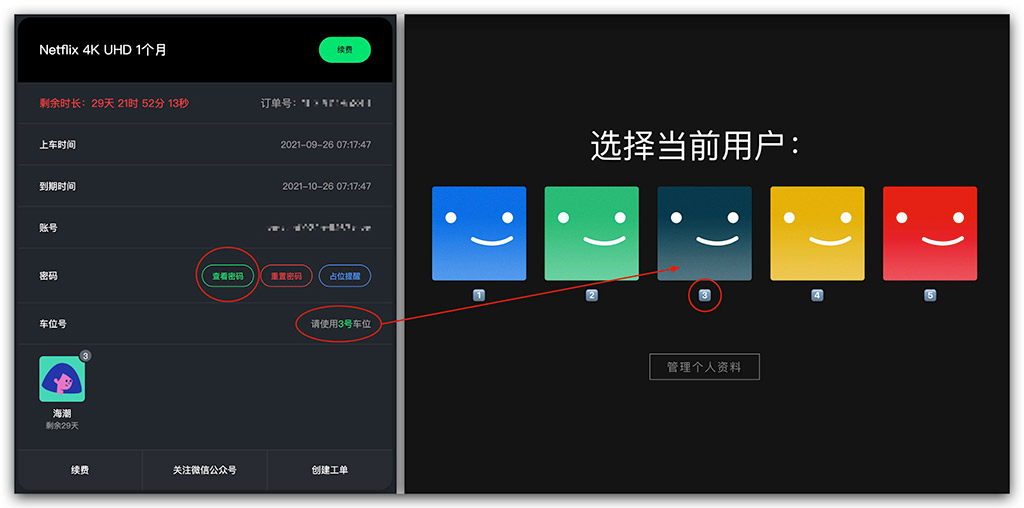 Netflix 4K UHD 1个月
续费
剩余时长：29天 21时 52分 13秒
订单号：
上车时间
2021-09-26 07:17:47
到期时间
2021-10-26 07:17:47
账号
密码
查看密码
重置密码
占位提醒
车位号
请使用3号车位
3
海潮
剩余29天
续费
关注微信公众号
创建工单
选择当前用户：
1
2
3
4
5
管理个人资料